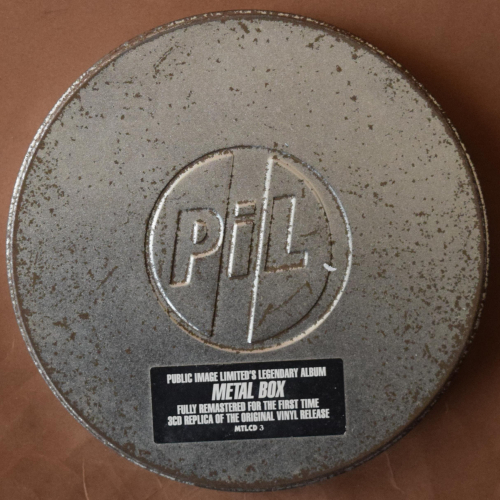 PiL
PUBLIC IMAGE LIMITED'S LEGENDARY ALBUM
METAL BOX
FULLY REMASTERED FOR THE FIRST TIME
3CD REPLICA OF THE ORIGINAL VINYL RELEASE
MTLCD 3